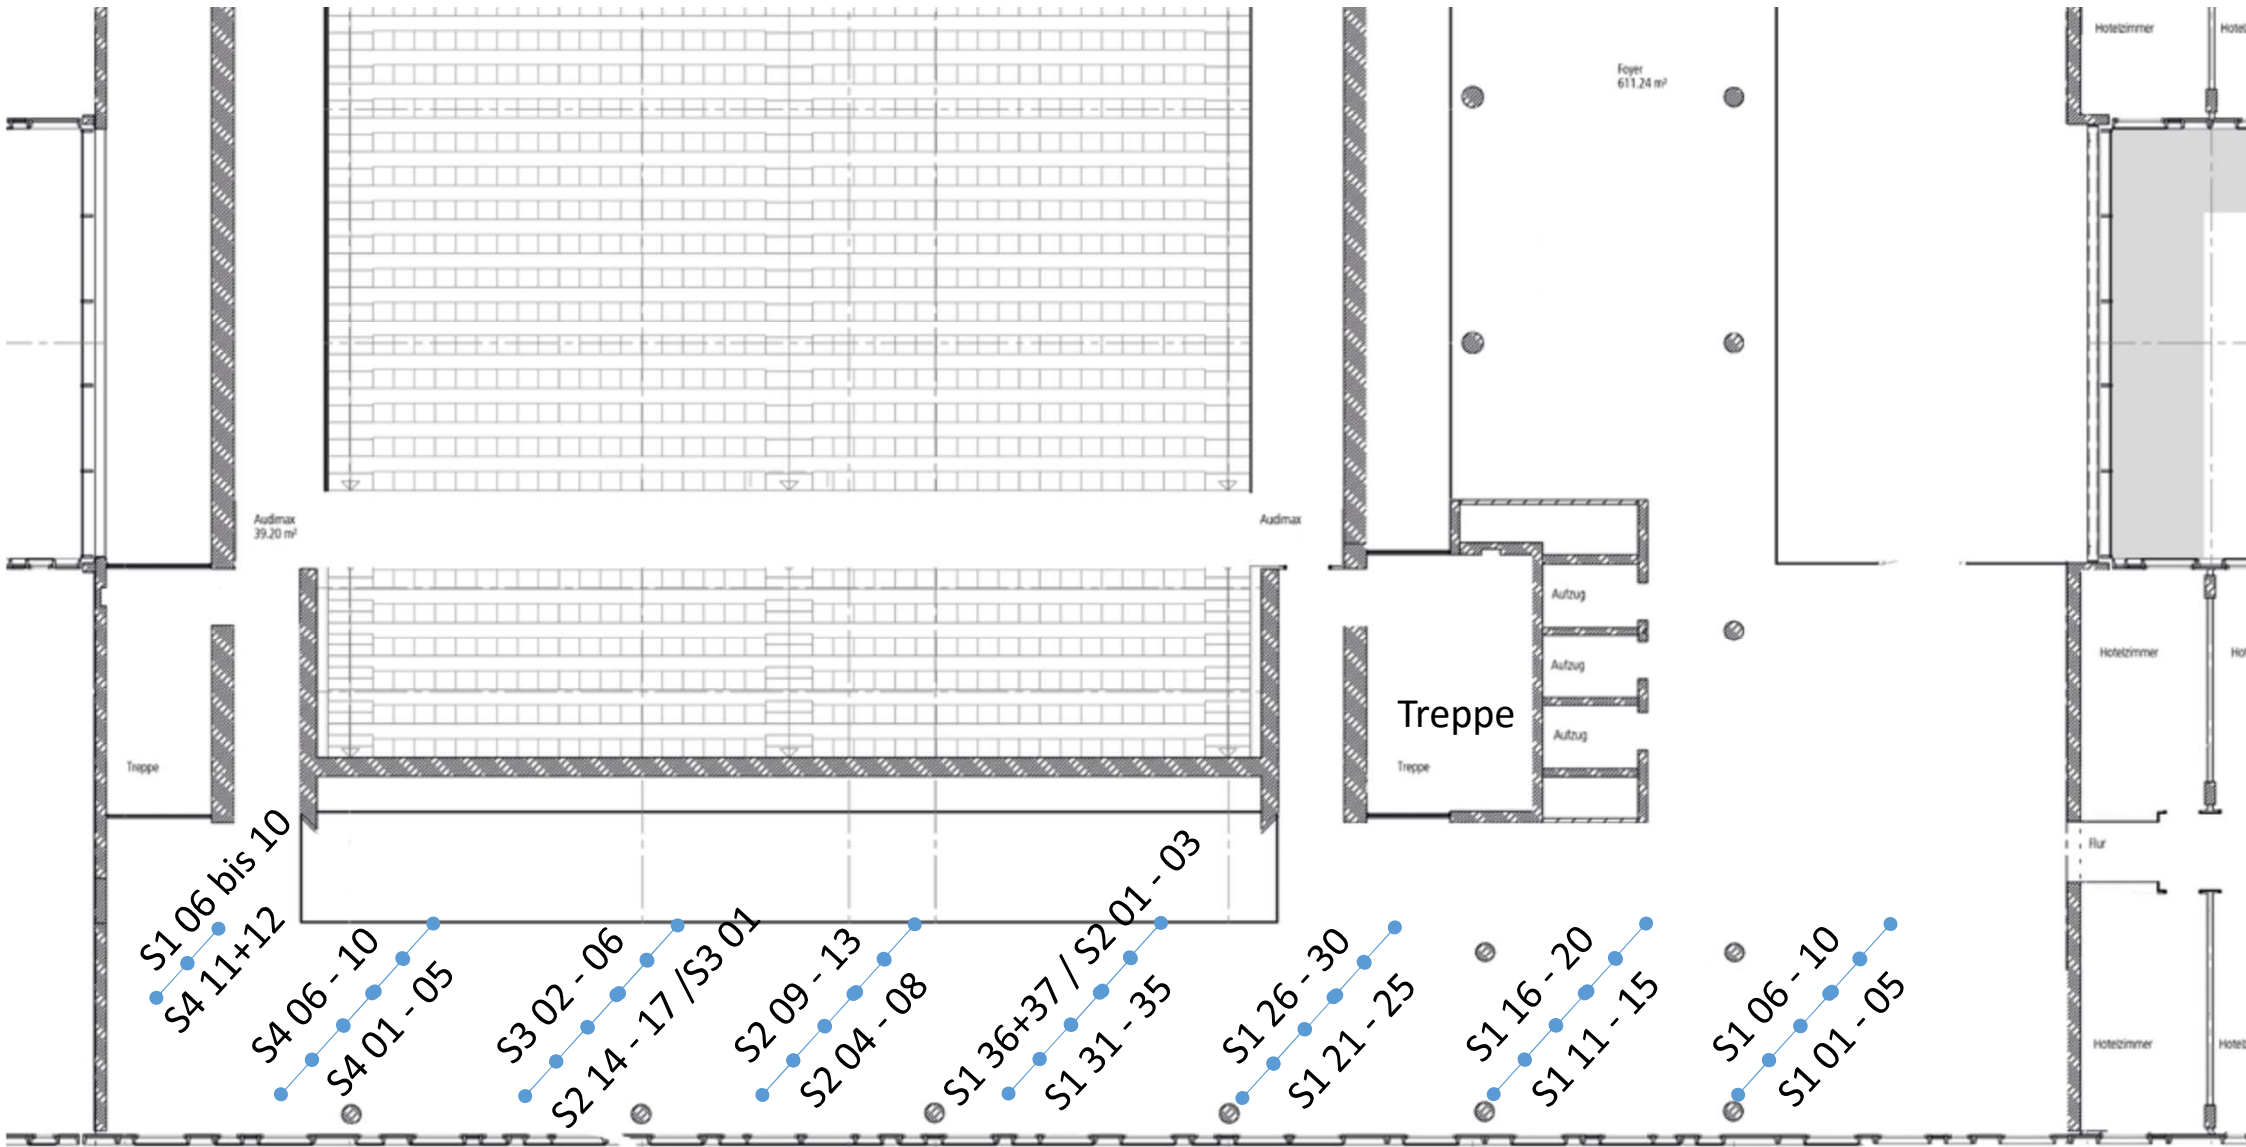 Hotelzimmer
Foyer
611.24 m²
Audimax
39.20 m²
Audimax
Aufzug
Aufzug
Aufzug
Hotelzimmer
Treppe
Treppe
Treppe
Flur
S1 06 bis 10
S4 11+12
S4 06 - 10
S4 01 - 05
S3 02 - 06
S2 14 - 17 /S3 01
S2 09 - 13
S2 04 - 08
S1 36+37 / S2 01 - 03
S1 31 - 35
S1 26 - 30
S1 21 - 25
S1 16 - 20
S1 11 - 15
S1 06 - 10
S1 01 - 05
Hotelzimmer